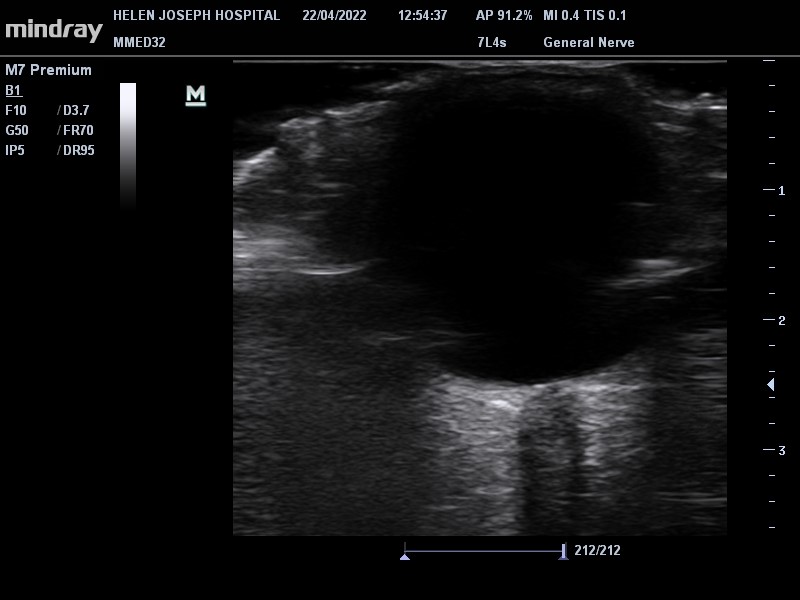 mindray
HELEN JOSEPH HOSPITAL 22/04/2022 12:54:37 AP 91.2% MI 0.4 TIS 0.1
MMED32 7L4s General Nerve
M7 Premium
B1
F10 / D3.7
G50 / FR70
IP5 / DR95
M
1
2
3
212/212